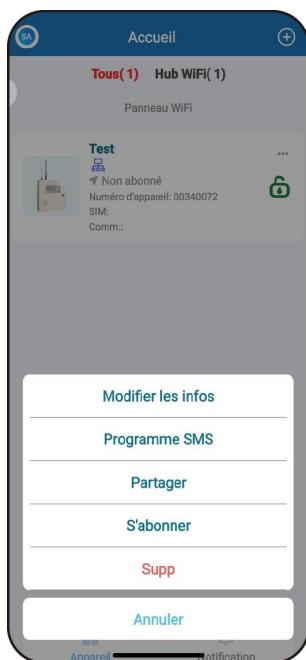 SA
Accueil
Tous( 1) Hub WiFi( 1)
Panneau WiFi
Test
...
Non abonné
Numéro d'appareil: 00340072
SIM:
Comm.:
Modifier les infos
Programme SMS
Partager
S'abonner
Supp
Annuler
Appareil Notification